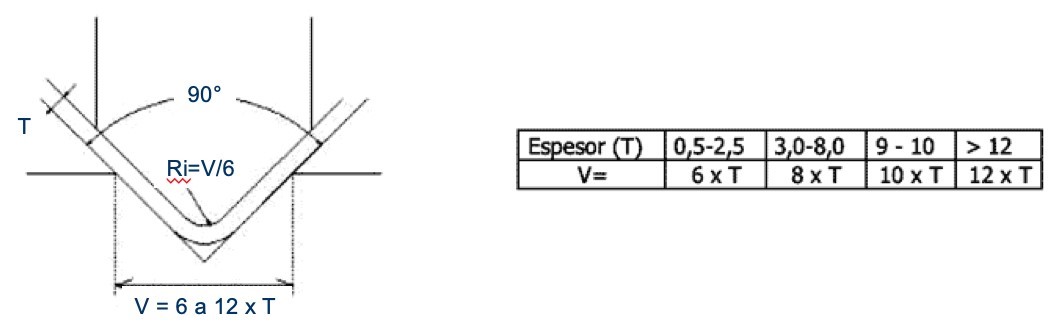 90°
T
Ri=V/6
V = 6 a 12 x T
Espesor (T) 0,5-2,5 3,0-8,0 9 - 10 > 12
V= 6 x T 8 x T 10 x T 12 x T